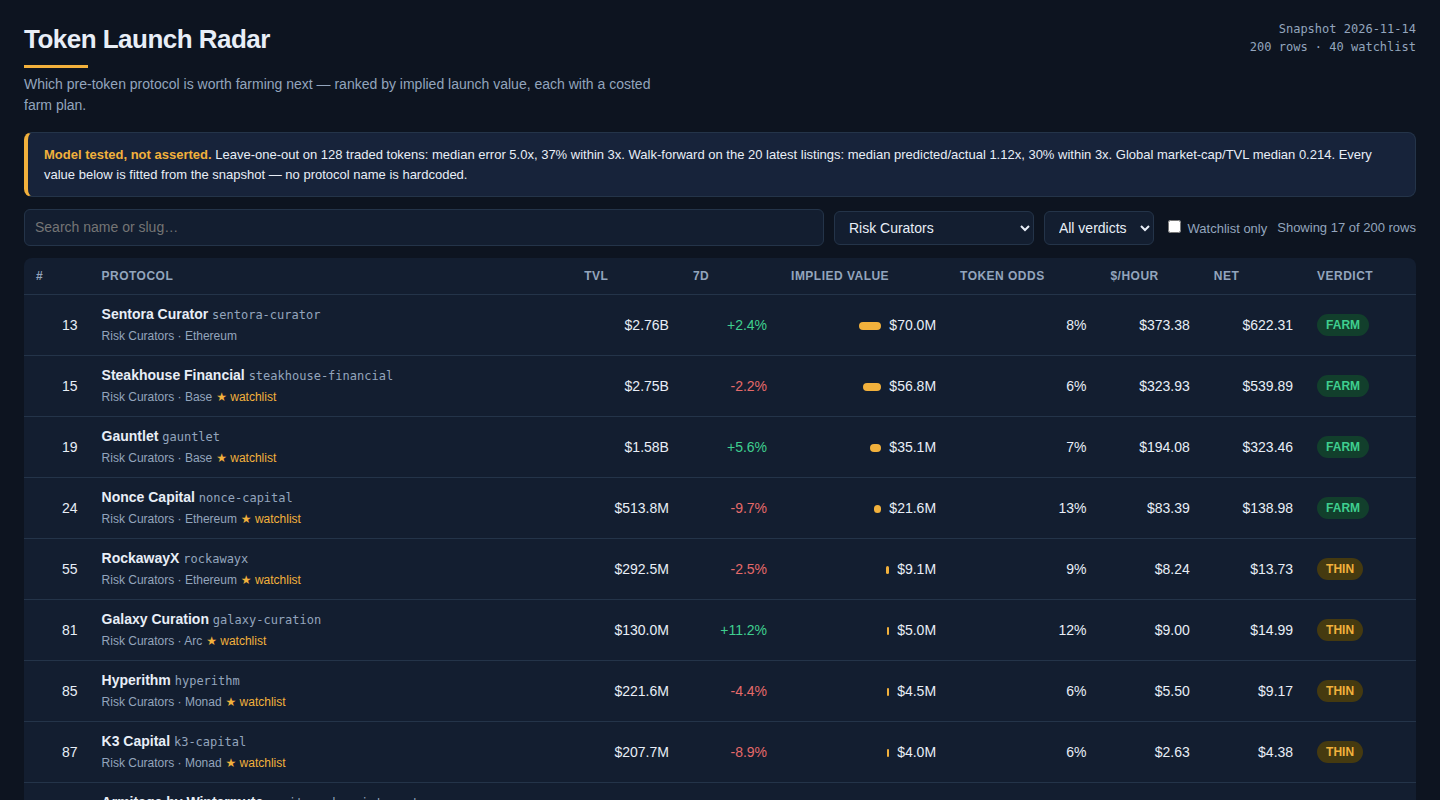 Token Launch Radar
Snapshot 2026-11-14
200 rows · 40 watchlist
Which pre-token protocol is worth farming next — ranked by implied launch value, each with a costed
farm plan.
Model tested, not asserted. Leave-one-out on 128 traded tokens: median error 5.0x, 37% within 3x. Walk-forward on the 20 latest listings: median predicted/actual 1.12x, 30% within 3x. Global market-cap/TVL median 0.214. Every
value below is fitted from the snapshot — no protocol name is hardcoded.
Search name or slug… Risk Curators All verdicts Watchlist only Showing 17 of 200 rows
# PROTOCOL TVL 7D IMPLIED VALUE TOKEN ODDS $/HOUR NET VERDICT
Sentora Curator sentora-curator
13 $2.76B +2.4% $70.0M 8% $373.38 $622.31 FARM
Risk Curators · Ethereum
Steakhouse Financial steakhouse-financial
15 $2.75B -2.2% $56.8M 6% $323.93 $539.89 FARM
Risk Curators · Base ★ watchlist
Gauntlet gauntlet
19 $1.58B +5.6% $35.1M 7% $194.08 $323.46 FARM
Risk Curators · Base ★ watchlist
Nonce Capital nonce-capital
24 $513.8M -9.7% $21.6M 13% $83.39 $138.98 FARM
Risk Curators · Ethereum ★ watchlist
RockawayX rockawayx
55 $292.5M -2.5% $9.1M 9% $8.24 $13.73 THIN
Risk Curators · Ethereum ★ watchlist
Galaxy Curation galaxy-curation
81 $130.0M +11.2% $5.0M 12% $9.00 $14.99 THIN
Risk Curators · Arc ★ watchlist
Hyperithm hyperithm
85 $221.6M -4.4% $4.5M 6% $5.50 $9.17 THIN
Risk Curators · Monad ★ watchlist
K3 Capital k3-capital
87 $207.7M -8.9% $4.0M 6% $2.63 $4.38 THIN
Risk Curators · Monad ★ watchlist